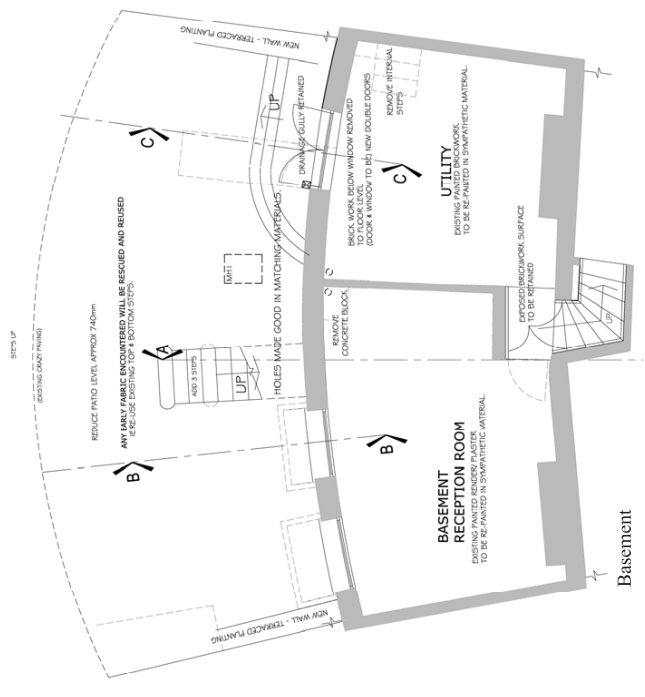 STEPS UP
(EXISTING CRAZY PAVING)
REDUCE PATIO LEVEL APPROX 740mm
ANY EARLY FABRIC ENCOUNTERED WILL BE RESCUED AND REUSED
IERE-USE EXISTING TOP & BOTTOM STEPS.
NEW WALL - TERRACED PLANTING
NEW WALL - TERRACED PLANTING
B
A
C
ADD 3 STEPS
UP
MH1
UP
HOLES MADE GOOD IN MATCHING MATERIALS
DRAINAGE GULLY RETAINED
REMOVE
CONCRETE BLOCK.
BRICK WORK BELOW WINDOW REMOVED
TO FLOOR LEVEL
(DOOR & WINDOW TO BE) NEW DOUBLE DOORS
REMOVE INTERNAL
STEPS
B
C
BASEMENT
RECEPTION ROOM
EXISTING PAINTED RENDER/ PLASTER
TO BE RE-PAINTED IN SYMPATHETIC MATERIAL.
UTILITY
EXISTING PAINTED BRICKWORK
TO BE RE-PAINTED IN SYMPATHETIC MATERIAL.
EXPOSED BRICKWORK SURFACE
TO BE RETAINED
UP
Basement